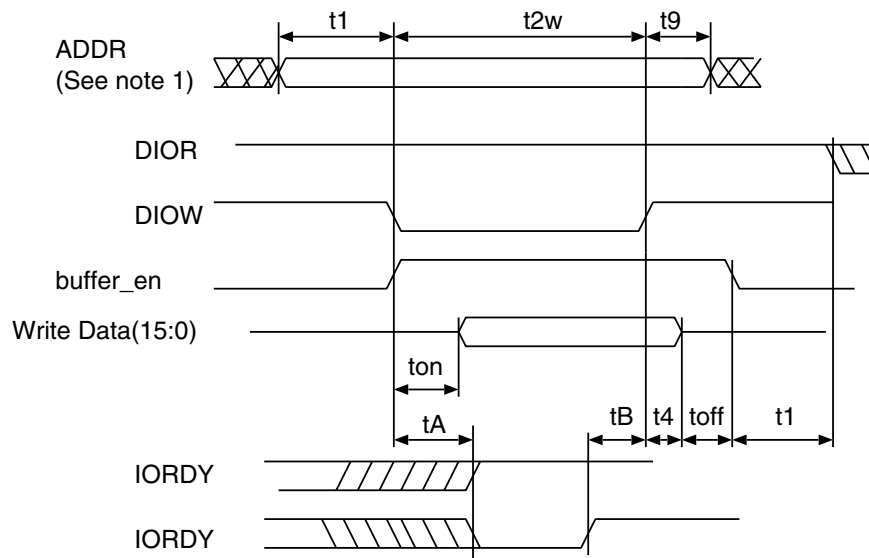 t1 t2w t9
ADDR
(See note 1)
DIOR
DIOW
buffer_en
Write Data(15:0)
ton
tA tB t4 toff t1
IORDY
IORDY